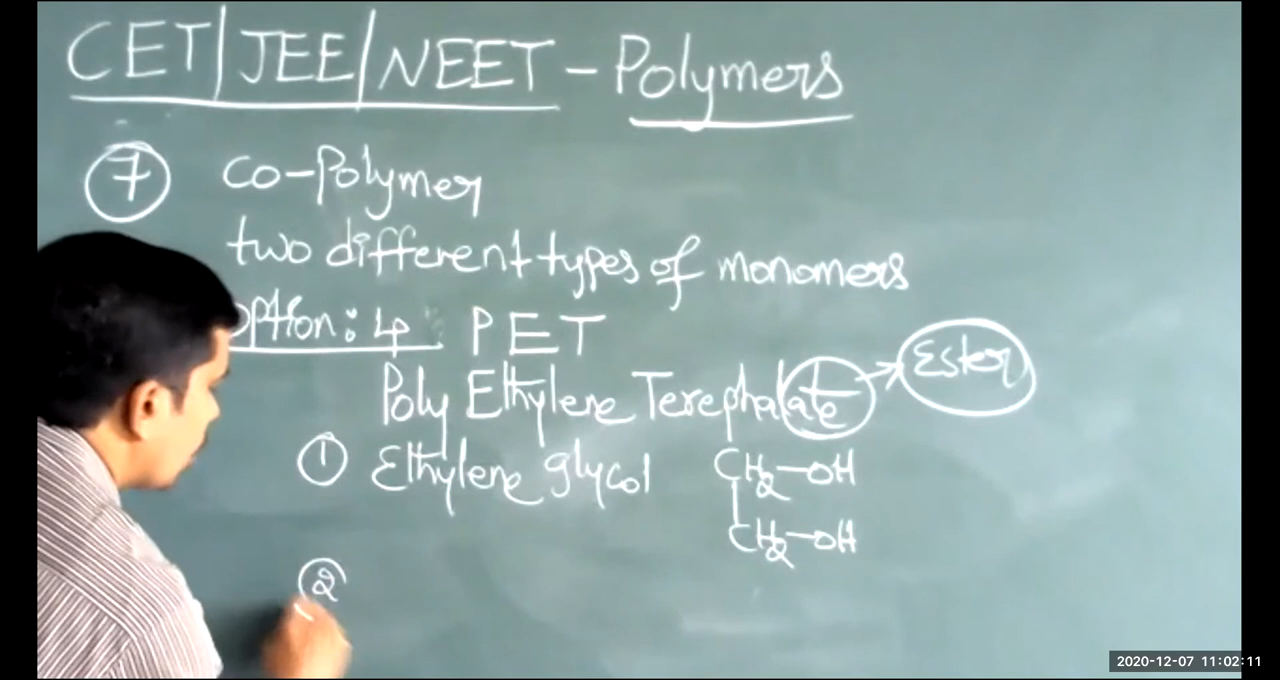 CET/JEE/NEET - Polymers
7 co-Polymer
two different types of monomers
option: 4 PET
Poly Ethylene Terephalate → Ester
1 Ethylene glycol CH2-OH
CH2-OH
2
2020-12-07 11:02:11